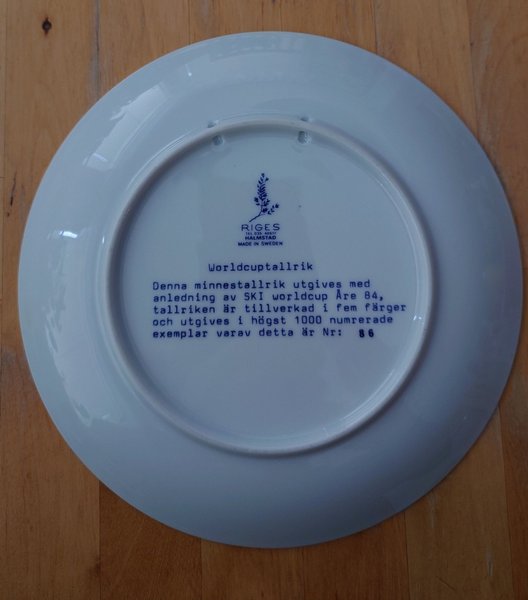 RIGES
HALMSTAD
MADE IN SWEDEN
Worldcuptallrik
Denna minnestallrik utgives med
anledning av SKI worldcup Åre 84,
tallriken är tillverkad i fem färger
och utgives i högst 1000 numrerade
exemplar varav detta är Nr: 86